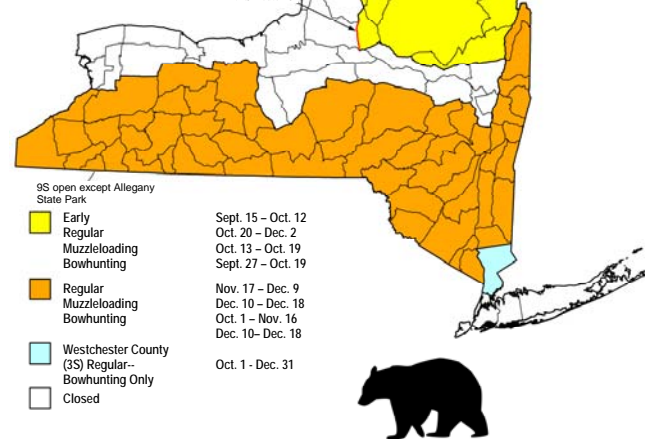 9S open except Allegany
State Park
Early Sept. 15 – Oct. 12
Regular Oct. 20 – Dec. 2
Muzzleloading Oct. 13 – Oct. 19
Bowhunting Sept. 27 – Oct. 19
Regular Nov. 17 – Dec. 9
Muzzleloading Dec. 10 – Dec. 18
Bowhunting Oct. 1 – Nov. 16
Dec. 10– Dec. 18
Westchester County
(3S) Regular-- Oct. 1 - Dec. 31
Bowhunting Only
Closed